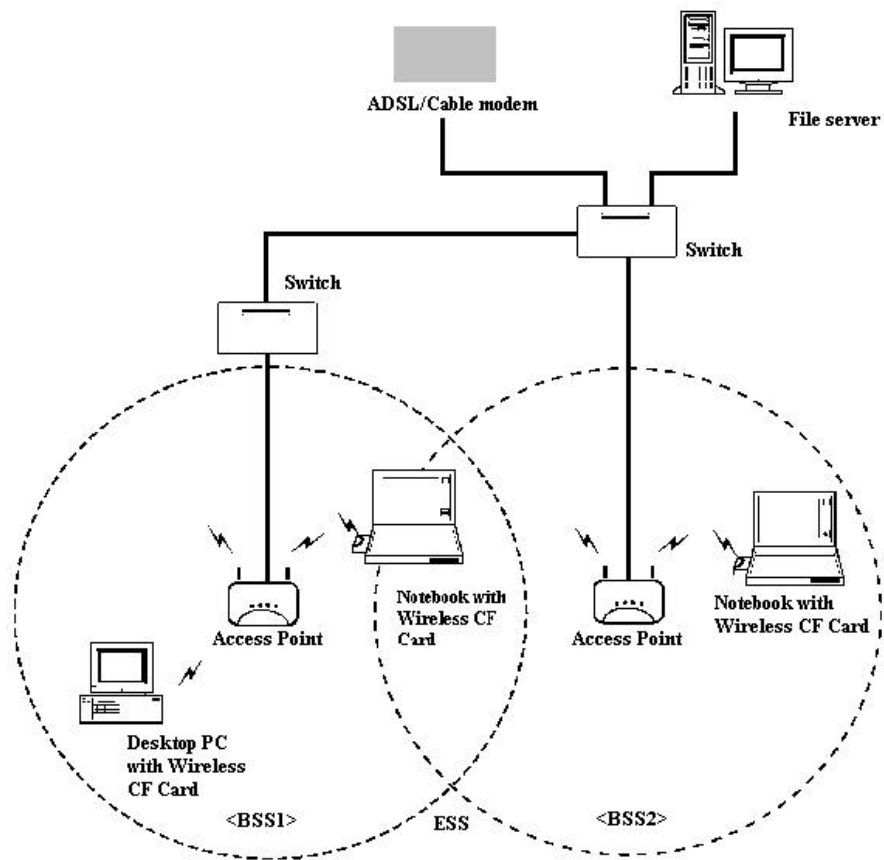 ADSL/Cable modem
File server
Switch
Switch
Notebook with
Wireless CF
Card
Notebook with
Wireless CF Card
Access Point
Access Point
Desktop PC
with Wireless
CF Card
<BSS1>
ESS
<BSS2>